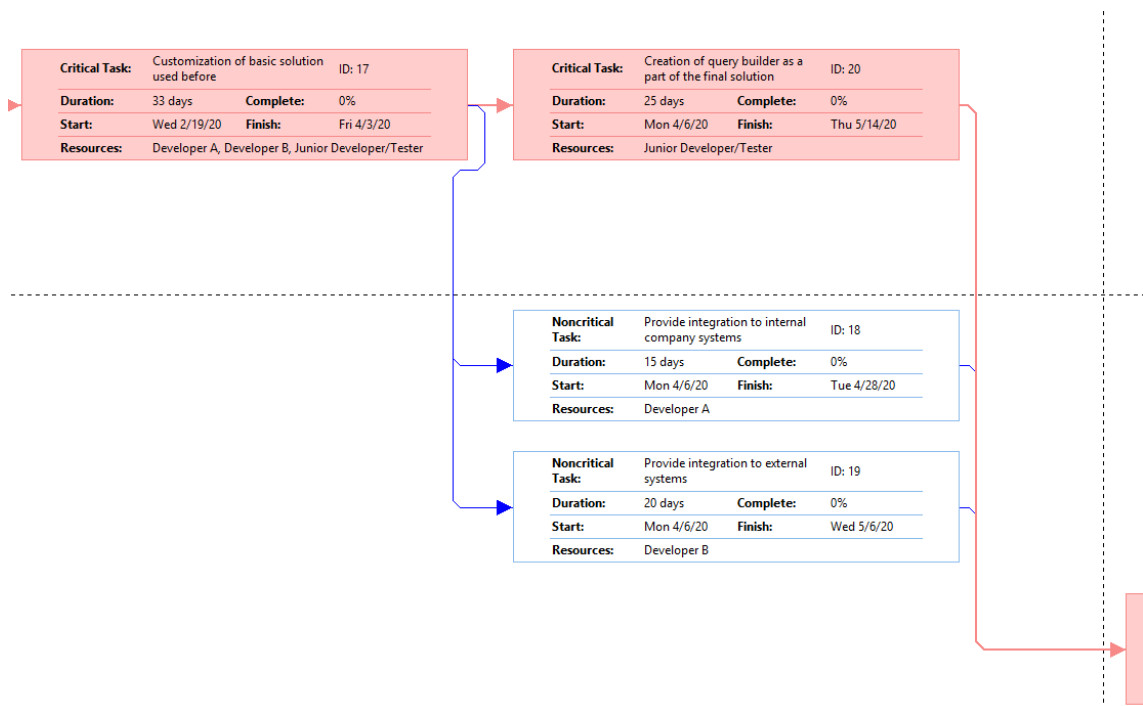 Critical Task: Customization of basic solution used before ID: 17
Duration: 33 days Complete: 0%
Start: Wed 2/19/20 Finish: Fri 4/3/20
Resources: Developer A, Developer B, Junior Developer/Tester
Critical Task: Creation of query builder as a part of the final solution ID: 20
Duration: 25 days Complete: 0%
Start: Mon 4/6/20 Finish: Thu 5/14/20
Resources: Junior Developer/Tester
Noncritical Task: Provide integration to internal company systems ID: 18
Duration: 15 days Complete: 0%
Start: Mon 4/6/20 Finish: Tue 4/28/20
Resources: Developer A
Noncritical Task: Provide integration to external systems ID: 19
Duration: 20 days Complete: 0%
Start: Mon 4/6/20 Finish: Wed 5/6/20
Resources: Developer B